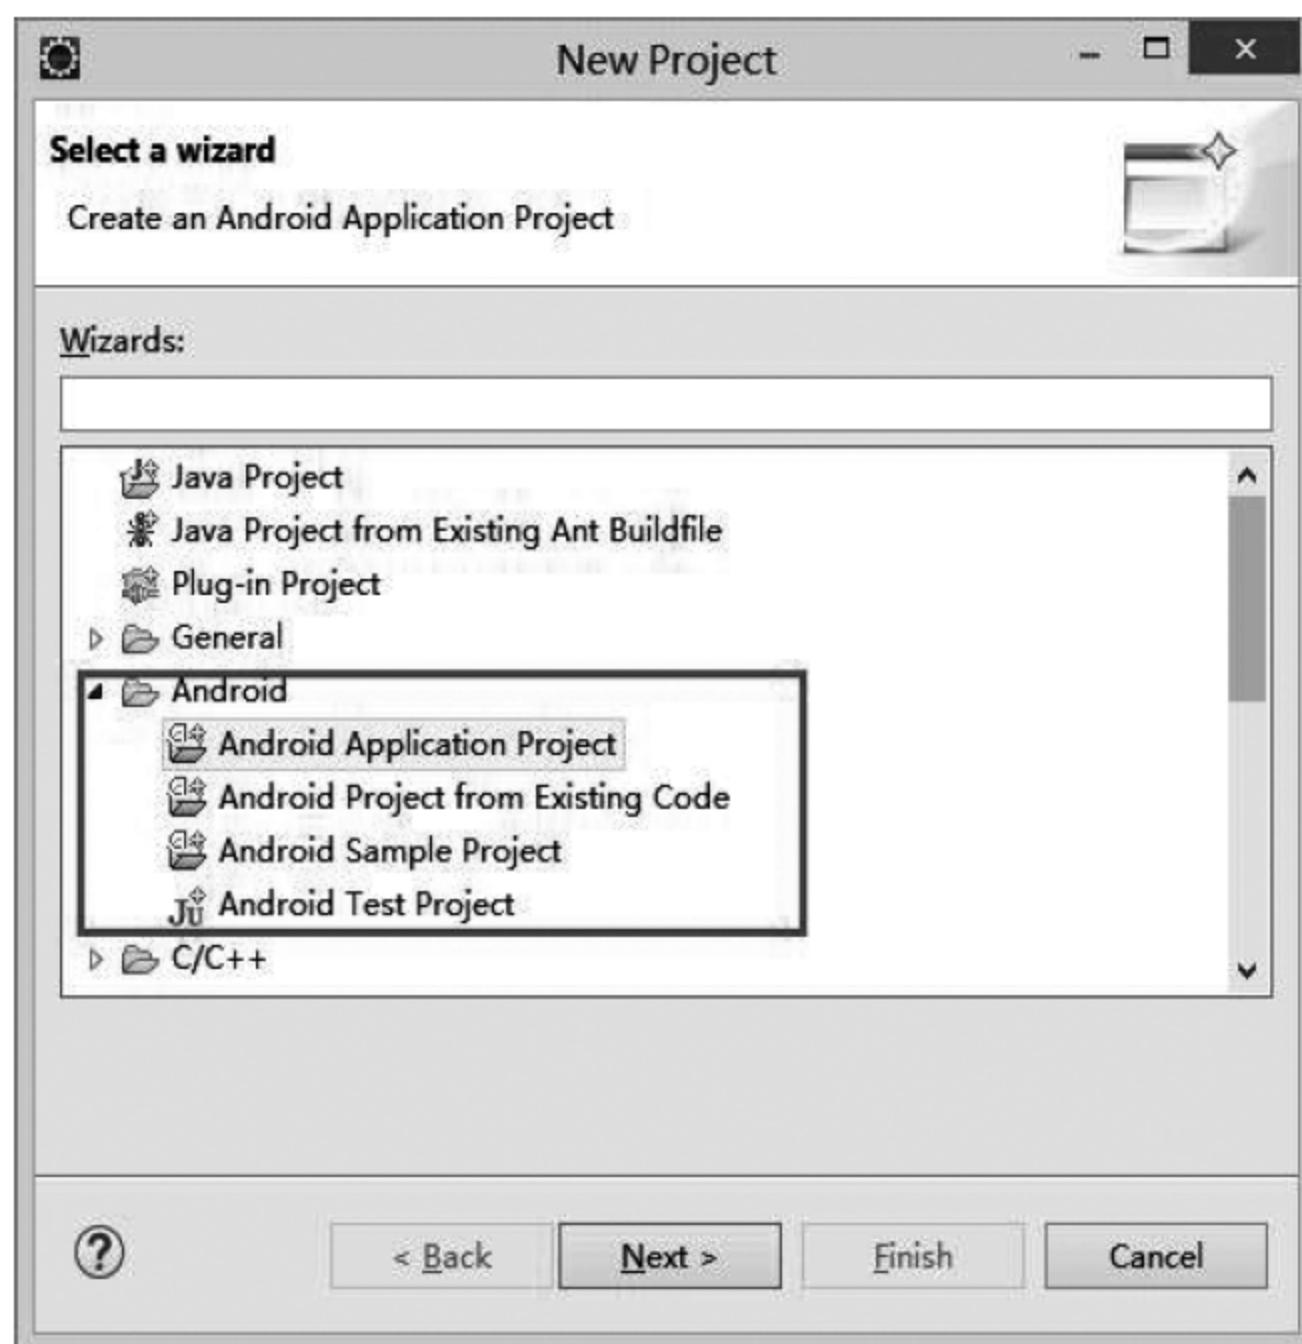 New Project
Select a wizard
Create an Android Application Project
Wizards:
Java Project
Java Project from Existing Ant Buildfile
Plug-in Project
General
Android
Android Application Project
Android Project from Existing Code
Android Sample Project
Android Test Project
C/C++
< Back Next > Finish Cancel